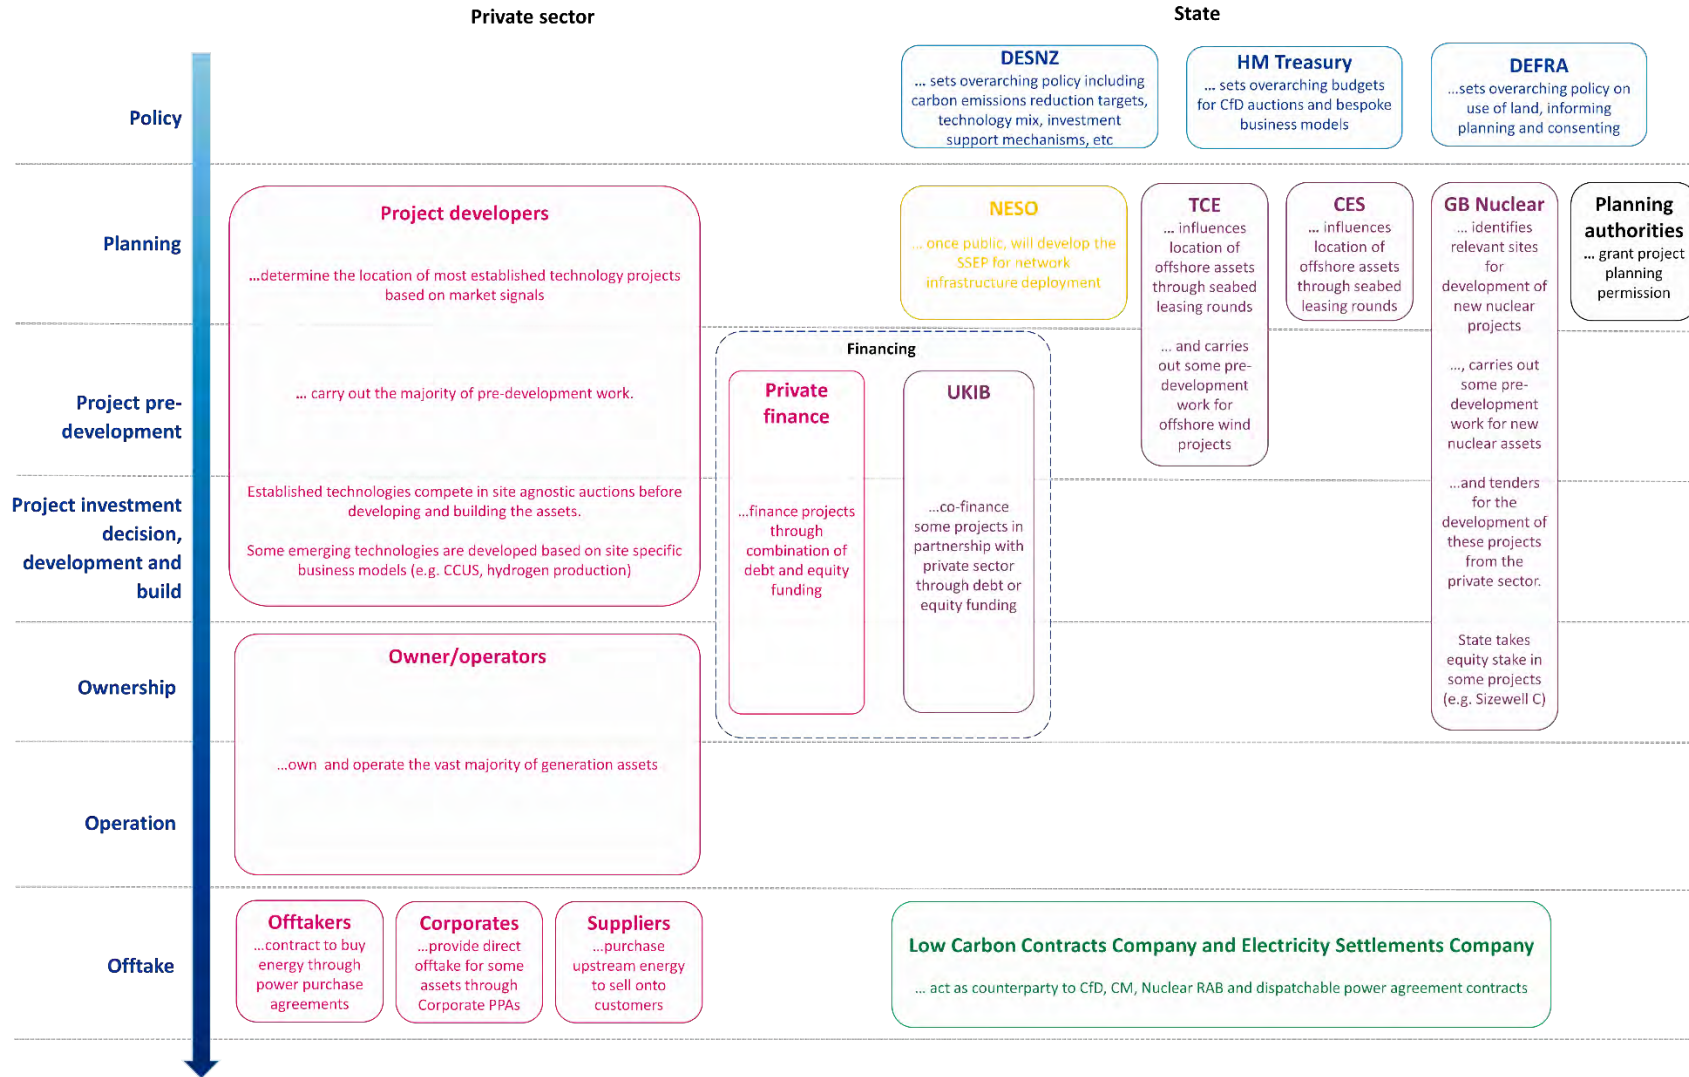 Private sector
State
Policy
DESNZ
... sets overarching policy including
carbon emissions reduction targets,
technology mix, investment
support mechanisms, etc
HM Treasury
... sets overarching budgets
for CfD auctions and bespoke
business models
DEFRA
...sets overarching policy on
use of land, informing
planning and consenting
Planning
Project developers
...determine the location of most established technology projects
based on market signals
... carry out the majority of pre-development work.
Established technologies compete in site agnostic auctions before
developing and building the assets.
Some emerging technologies are developed based on site specific
business models (e.g. CCUS, hydrogen production)
NESO
... once public, will develop the
SSEP for network
infrastructure deployment
TCE
... influences
location of
offshore assets
through seabed
leasing rounds
... and carries
out some pre-
development
work for
offshore wind
projects
CES
... influences
location of
offshore assets
through seabed
leasing rounds
GB Nuclear
... identifies
relevant sites
for
development of
new nuclear
projects
..., carries out
some pre-
development
work for new
nuclear assets
...and tenders
for the
development of
these projects
from the
private sector.
State takes
equity stake in
some projects
(e.g. Sizewell C)
Planning
authorities
... grant project
planning
permission
Project pre-
development
Financing
Private
finance
...finance projects
through
combination of
debt and equity
funding
UKIB
...co-finance
some projects in
partnership with
private sector
through debt or
equity funding
Project investment
decision,
development and
build
Ownership
Owner/operators
...own and operate the vast majority of generation assets
Operation
Offtake
Offtakers
...contract to buy
energy through
power purchase
agreements
Corporates
...provide direct
offtake for some
assets through
Corporate PPAs
Suppliers
...purchase
upstream energy
to sell onto
customers
Low Carbon Contracts Company and Electricity Settlements Company
... act as counterparty to CfD, CM, Nuclear RAB and dispatchable power agreement contracts